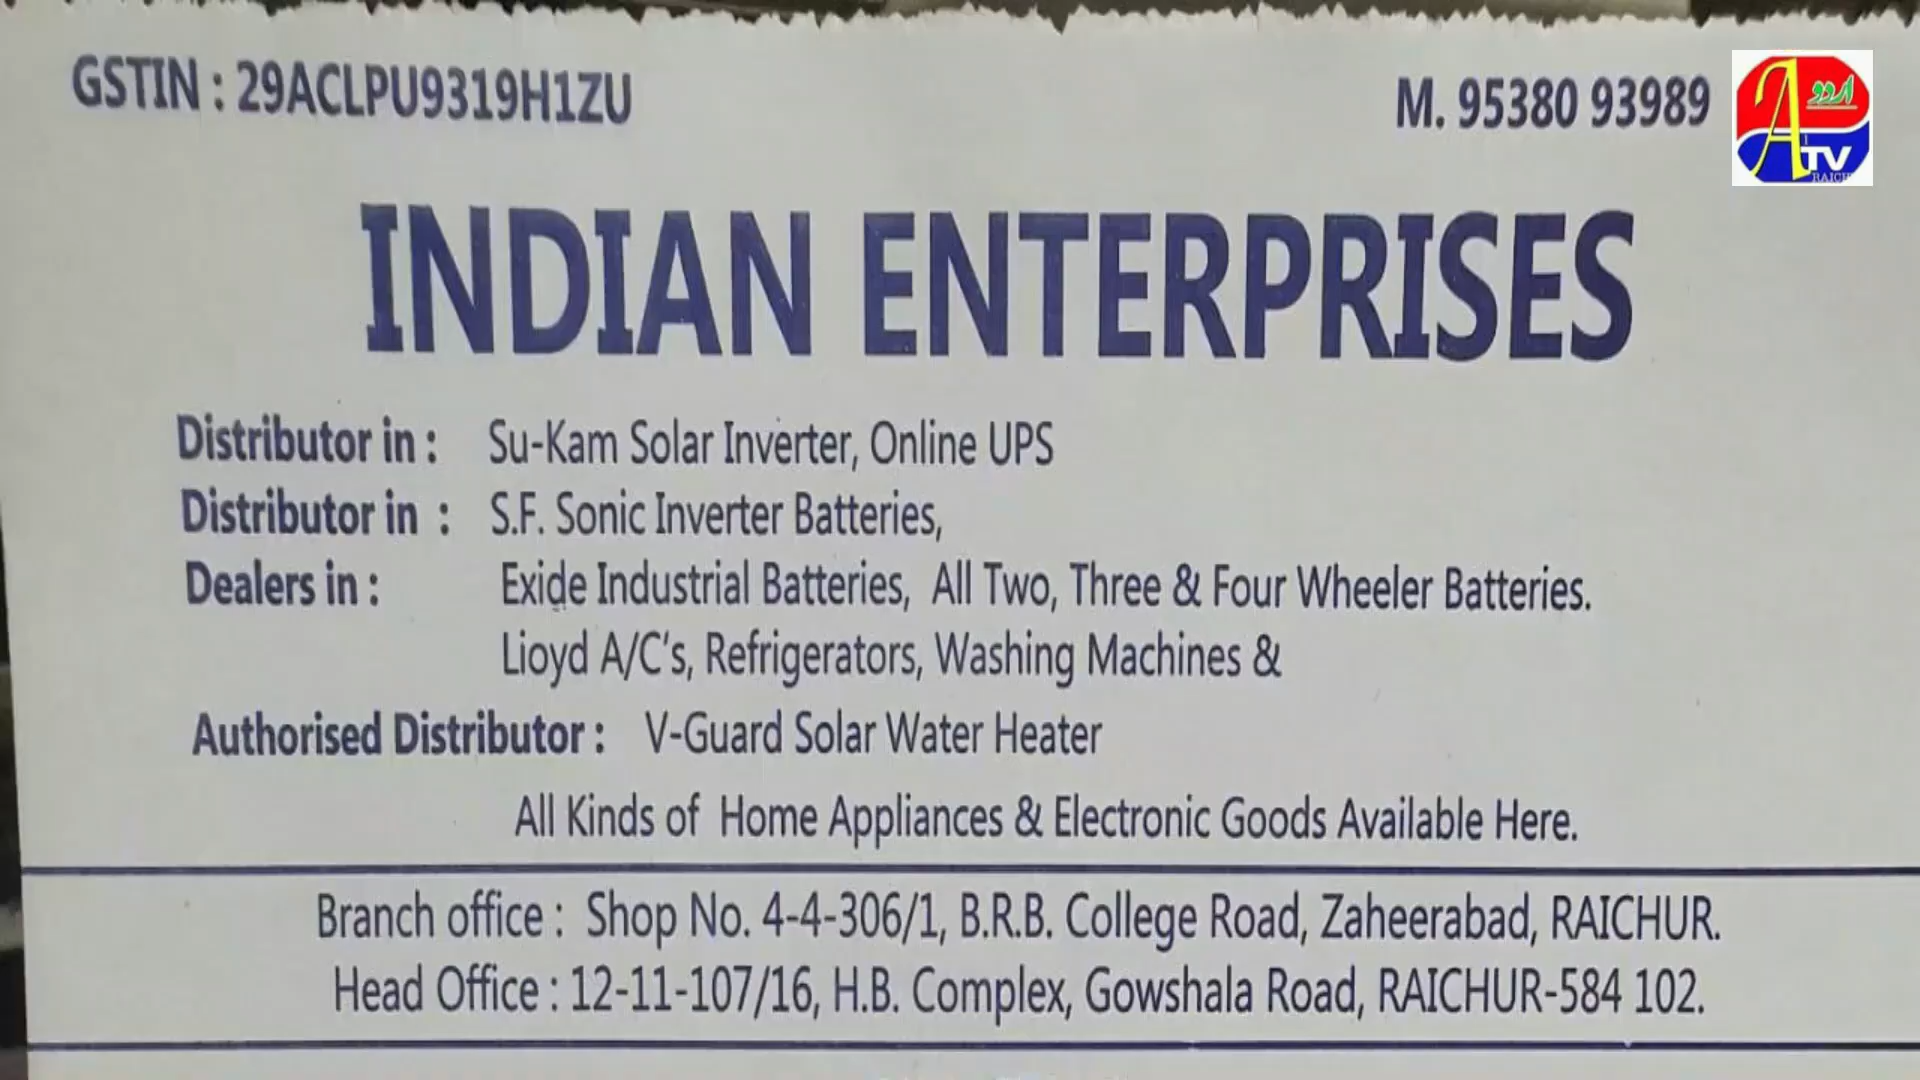 GSTIN : 29ACLPU9319H1ZU
M. 95380 93989
اردو
A
TV
INDIAN ENTERPRISES
Distributor in : Su-Kam Solar Inverter, Online UPS
Distributor in : S.F. Sonic Inverter Batteries,
Dealers in : Exide Industrial Batteries, All Two, Three & Four Wheeler Batteries.
Lioyd A/C's, Refrigerators, Washing Machines &
Authorised Distributor : V-Guard Solar Water Heater
All Kinds of Home Appliances & Electronic Goods Available Here.
Branch office : Shop No. 4-4-306/1, B.R.B. College Road, Zaheerabad, RAICHUR.
Head Office : 12-11-107/16, H.B. Complex, Gowshala Road, RAICHUR-584 102.